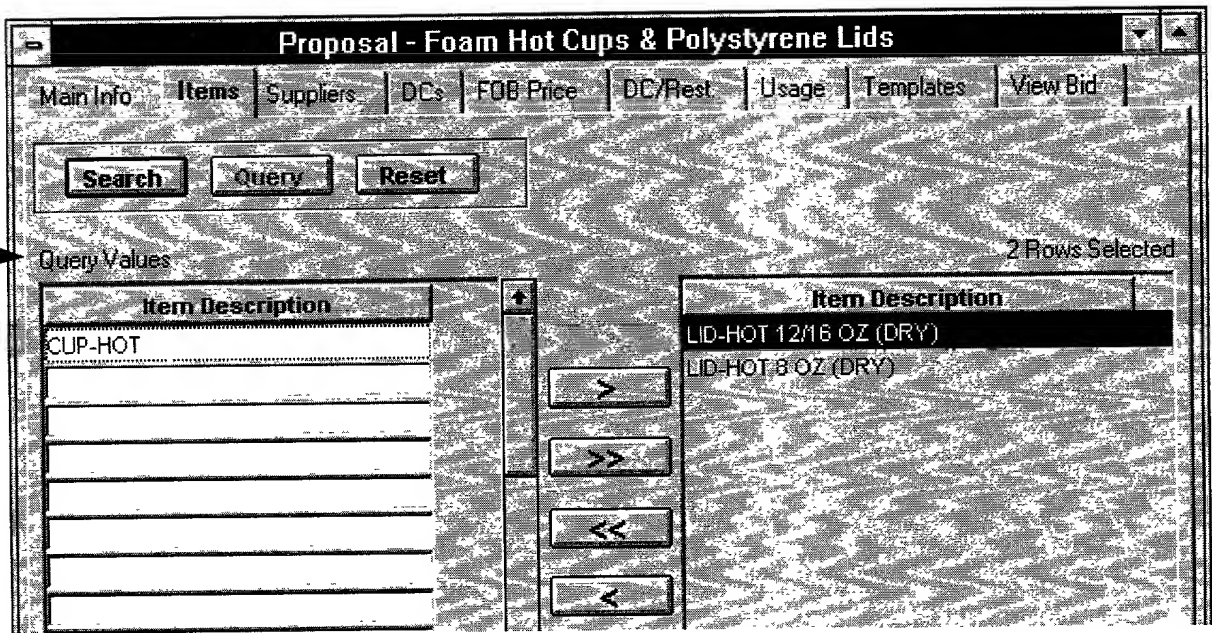 Proposal - Foam Hot Cups & Polystyrene Lids
Main Info Items Suppliers DCs FOB Price DC/Rest. Usage Templates View Bid
Search Query Reset
Query Values 2 Rows Selected
Item Description Item Description
CUP-HOT LID-HOT 12/16 OZ (DRY)
LID-HOT 8 OZ (DRY)
>
>>
<<
<